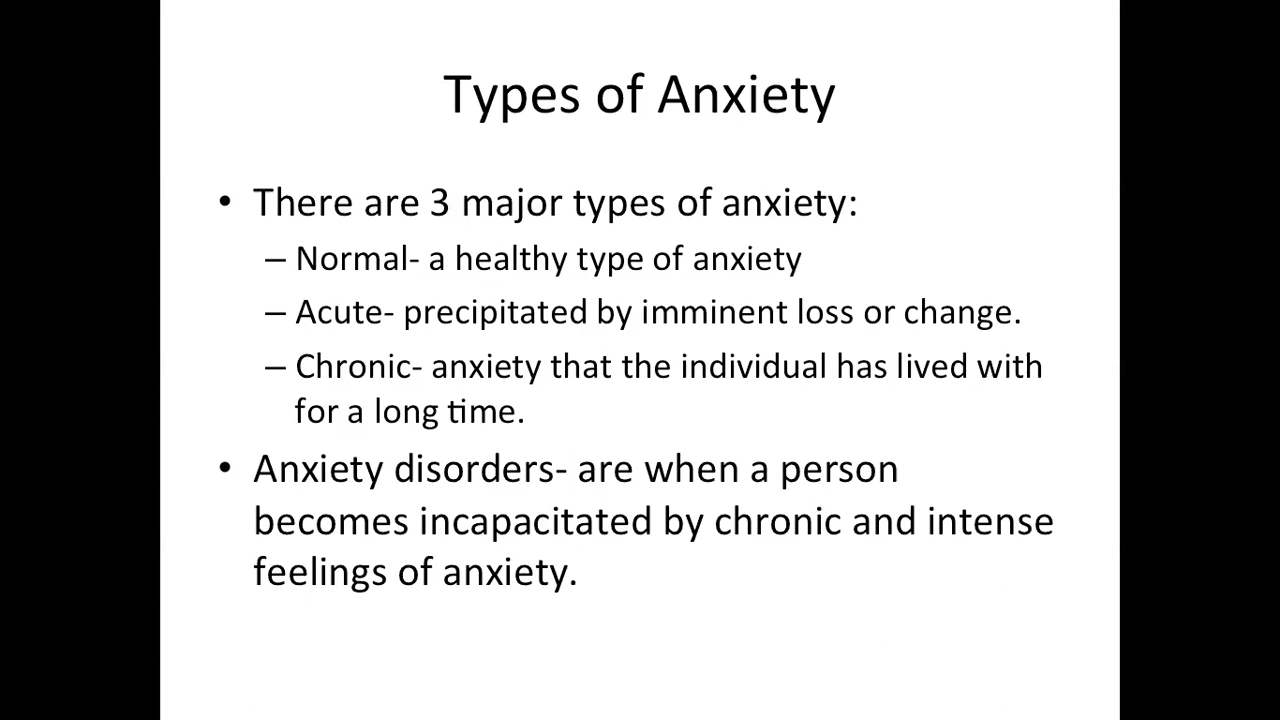 Types of Anxiety
• There are 3 major types of anxiety:
– Normal- a healthy type of anxiety
– Acute- precipitated by imminent loss or change.
– Chronic- anxiety that the individual has lived with
for a long time.
• Anxiety disorders- are when a person
becomes incapacitated by chronic and intense
feelings of anxiety.